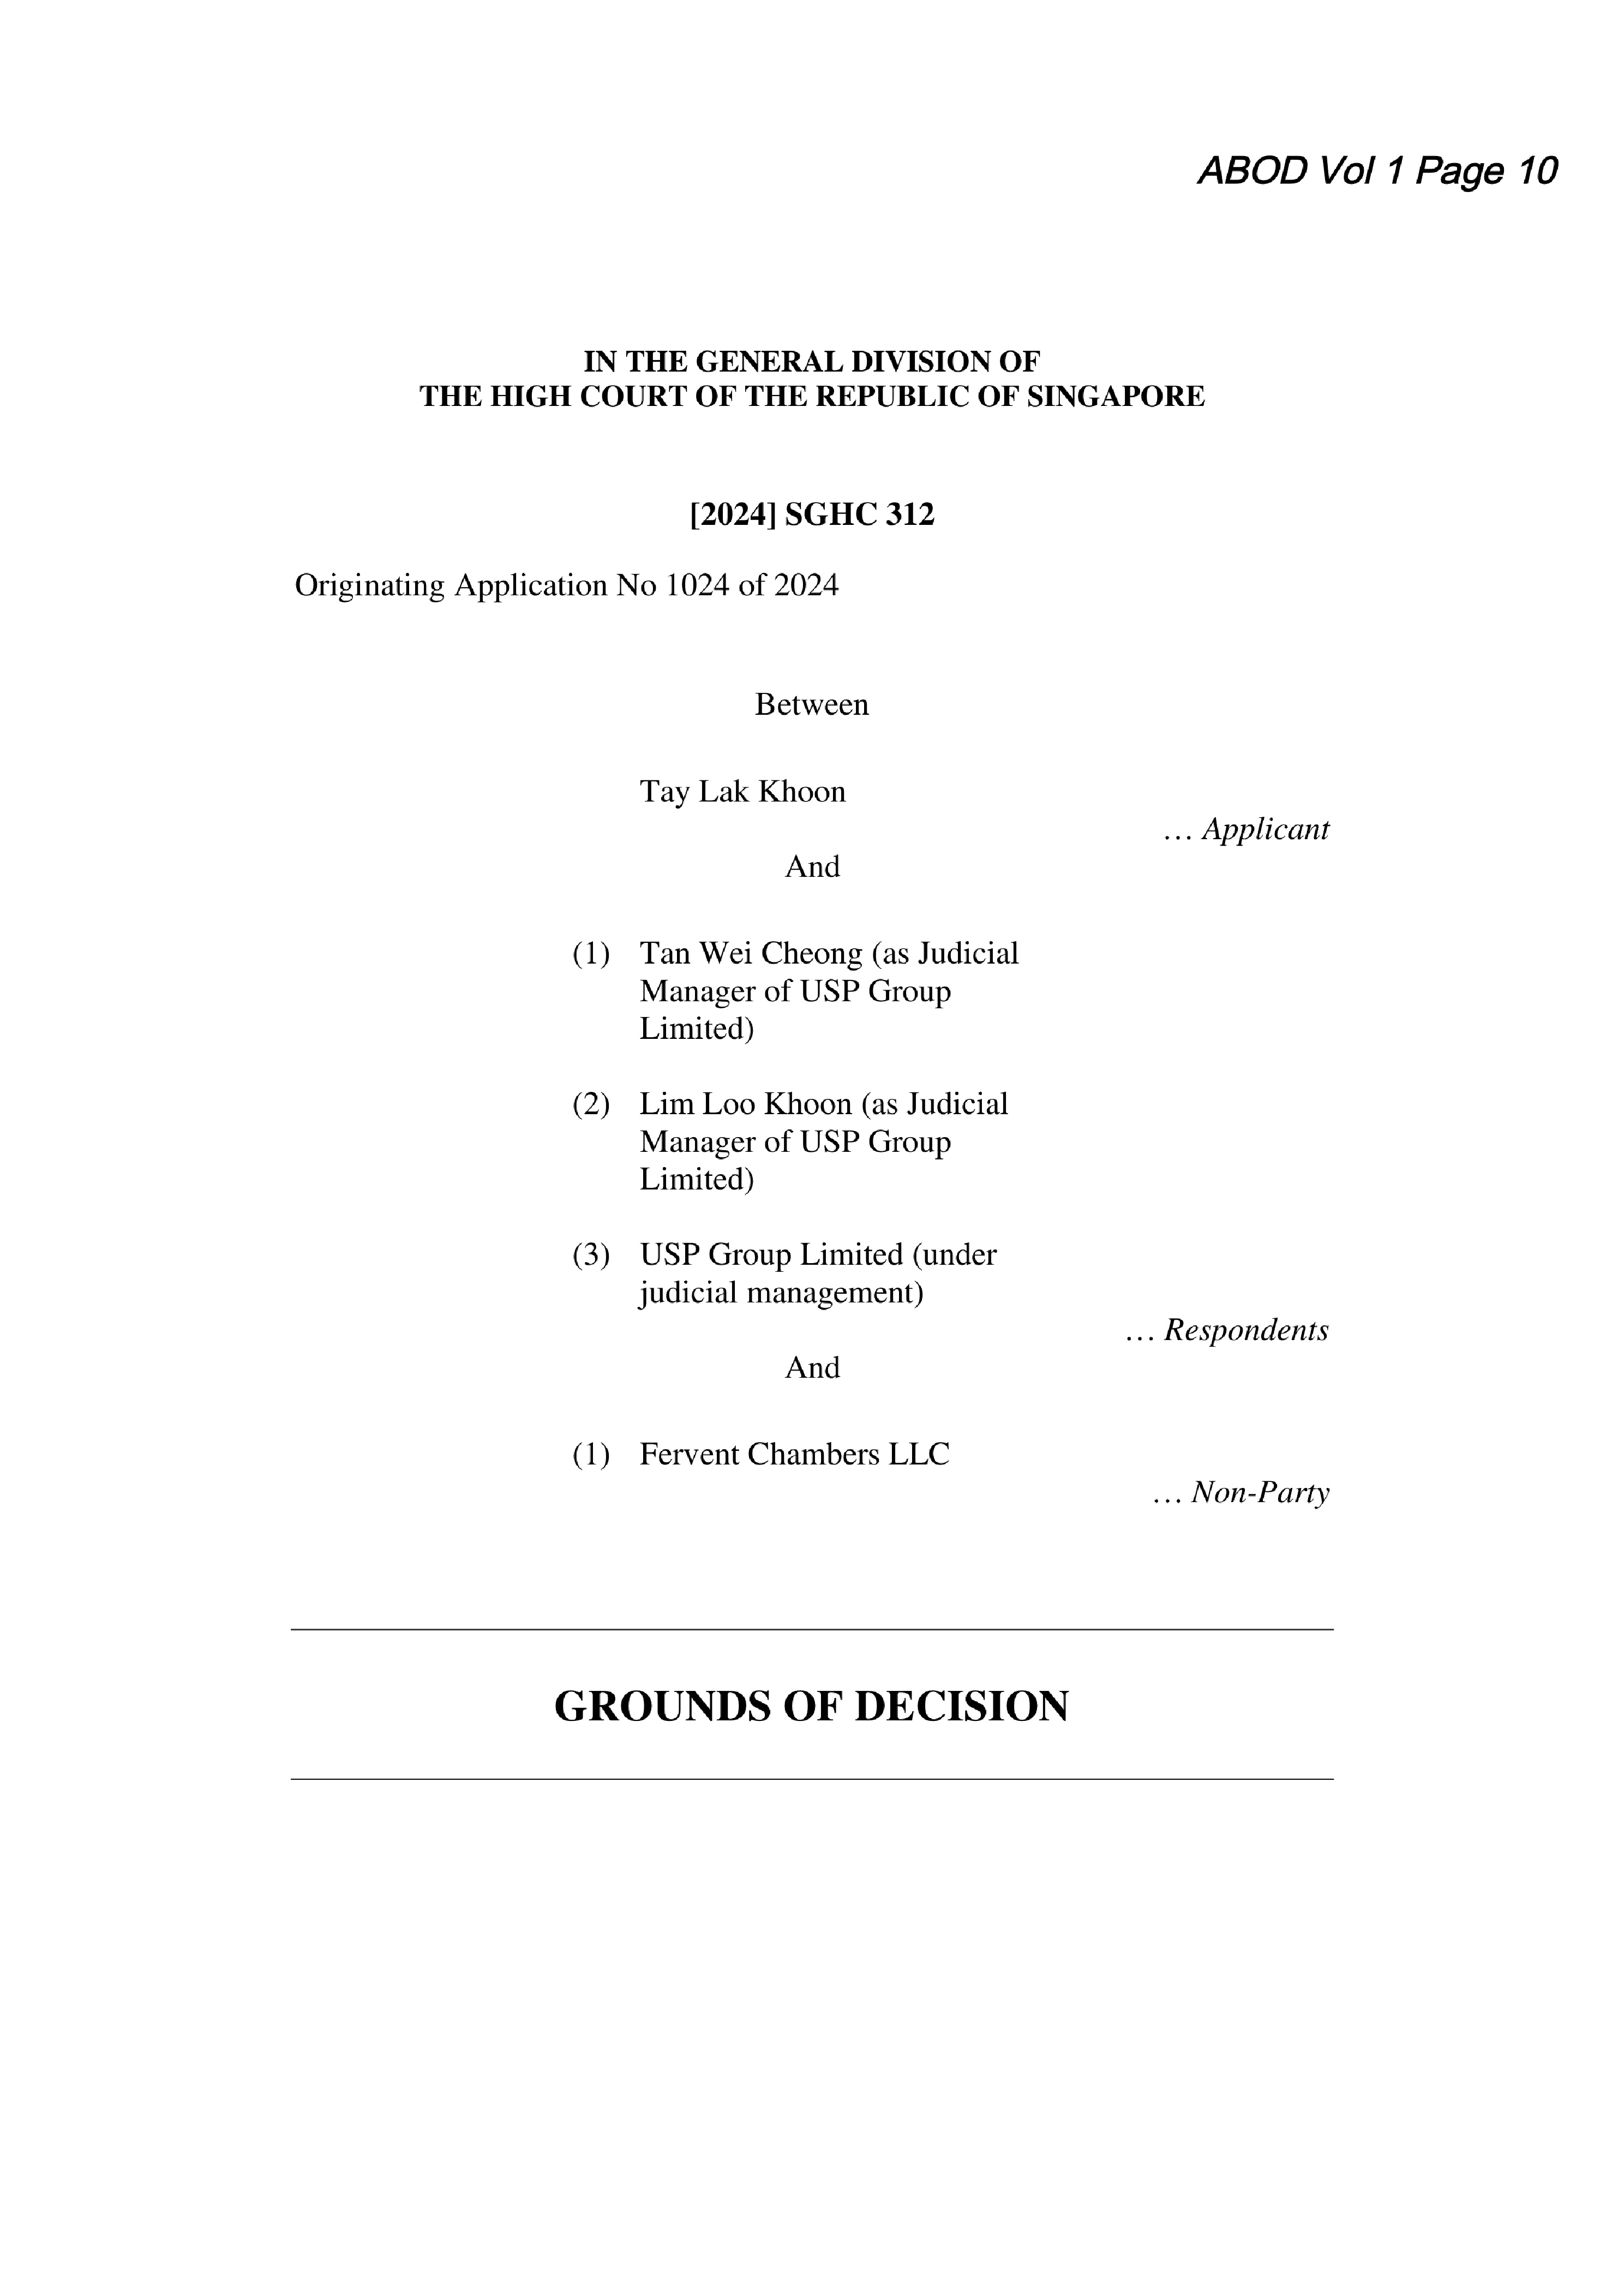 ABOD Vol 1 Page 10
IN THE GENERAL DIVISION OF
THE HIGH COURT OF THE REPUBLIC OF SINGAPORE
[2024] SGHC 312
Originating Application No 1024 of 2024
Between
Tay Lak Khoon
… Applicant
And
(1) Tan Wei Cheong (as Judicial
Manager of USP Group
Limited)
(2) Lim Loo Khoon (as Judicial
Manager of USP Group
Limited)
(3) USP Group Limited (under
judicial management)
… Respondents
And
(1) Fervent Chambers LLC
… Non-Party
GROUNDS OF DECISION